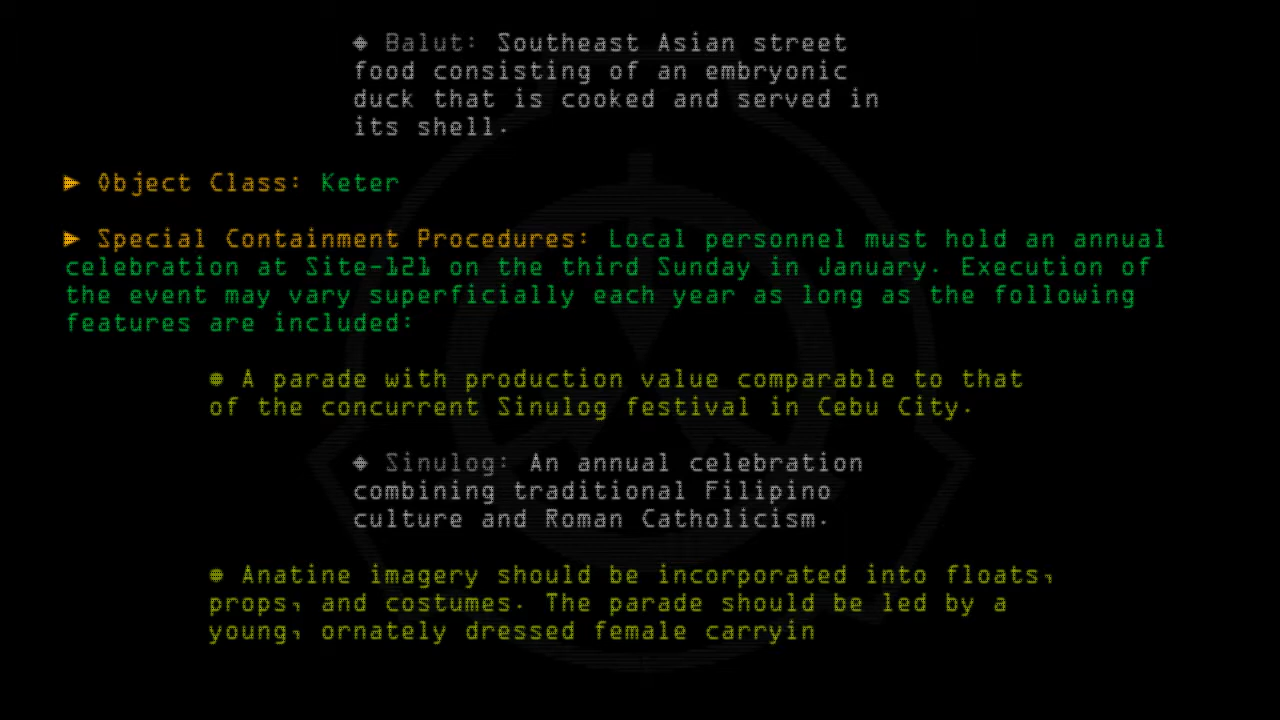 ◆ Balut: Southeast Asian street
food consisting of an embryonic
duck that is cooked and served in
its shell.
► Object Class: Keter
► Special Containment Procedures: Local personnel must hold an annual
celebration at Site-121 on the third Sunday in January. Execution of
the event may vary superficially each year as long as the following
features are included:
● A parade with production value comparable to that
of the concurrent Sinulog festival in Cebu City.
◆ Sinulog: An annual celebration
combining traditional Filipino
culture and Roman Catholicism.
● Anatine imagery should be incorporated into floats,
props, and costumes. The parade should be led by a
young, ornately dressed female carryin